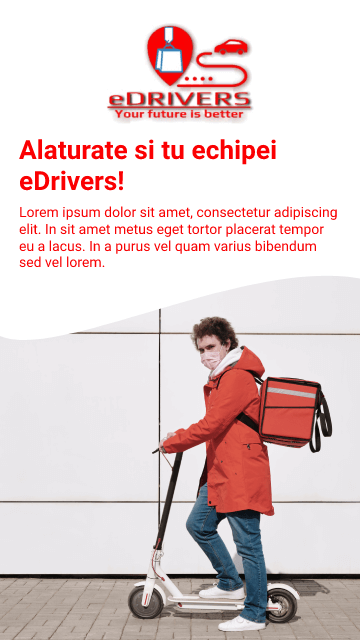 eDRIVERS
Your future is better
Alaturate si tu echipei
eDrivers!
Lorem ipsum dolor sit amet, consectetur adipiscing
elit. In sit amet metus eget tortor placerat tempor
eu a lacus. In a purus vel quam varius bibendum
sed vel lorem.